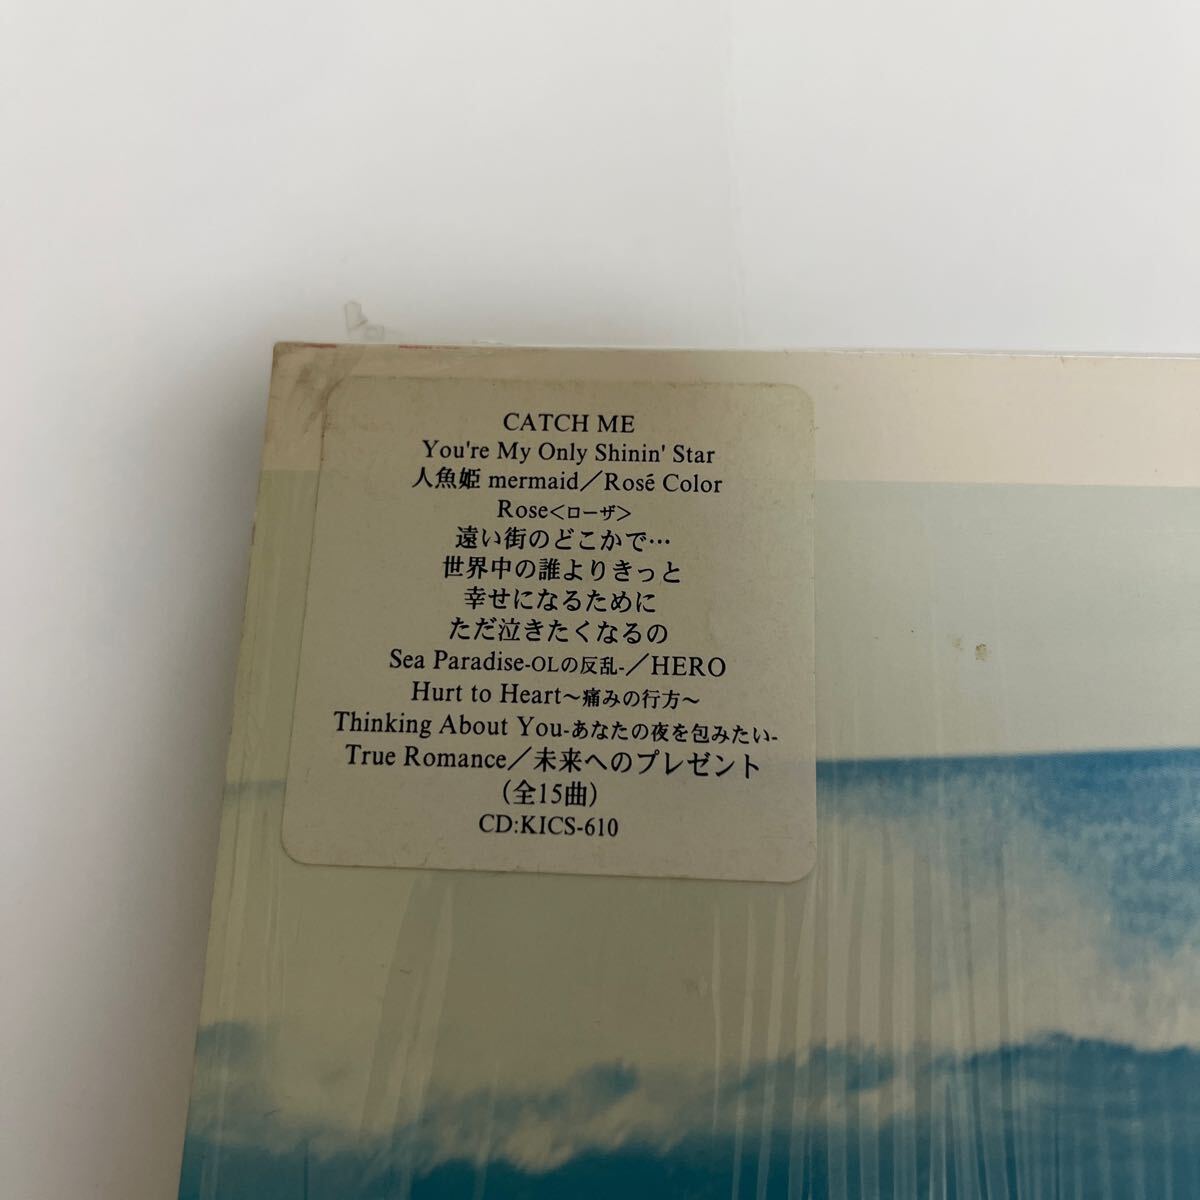 CATCH ME
You're My Only Shinin' Star
人魚姫 mermaid／Rosé Color
Rose＜ローザ＞
遠い街のどこかで…
世界中の誰よりきっと
幸せになるために
ただ泣きたくなるの
Sea Paradise-OLの反乱-／HERO
Hurt to Heart～痛みの行方～
Thinking About You-あなたの夜を包みたい-
True Romance／未来へのプレゼント
（全15曲）
CD:KICS-610